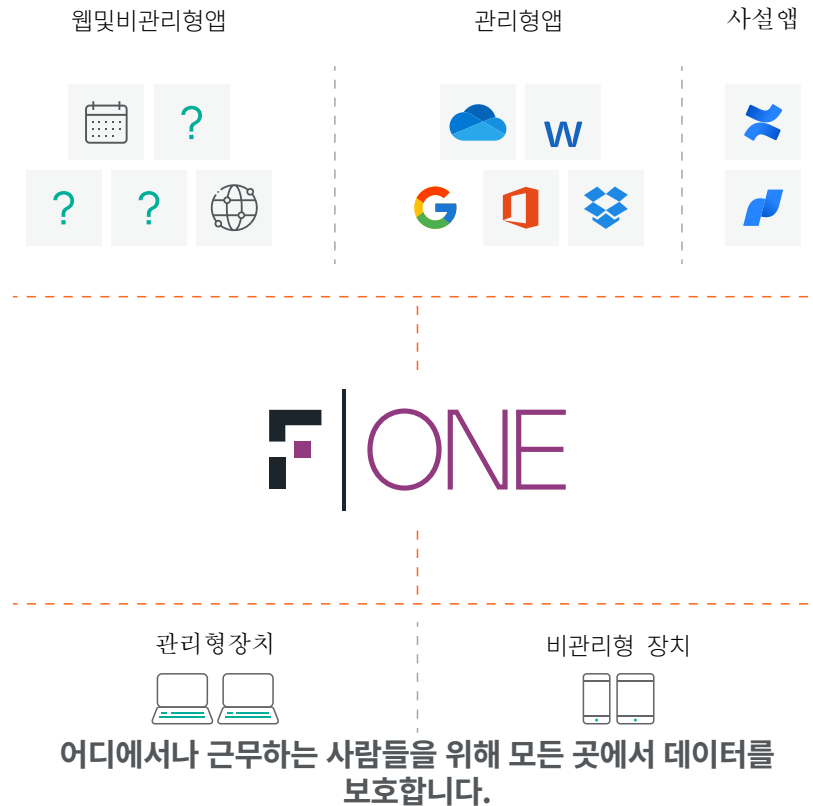 웹및비관리형앱
관리형앱
사설앱
?
W
? ?
G
F ONE
관리형장치
비관리형 장치
어디에서나 근무하는 사람들을 위해 모든 곳에서 데이터를
보호합니다.